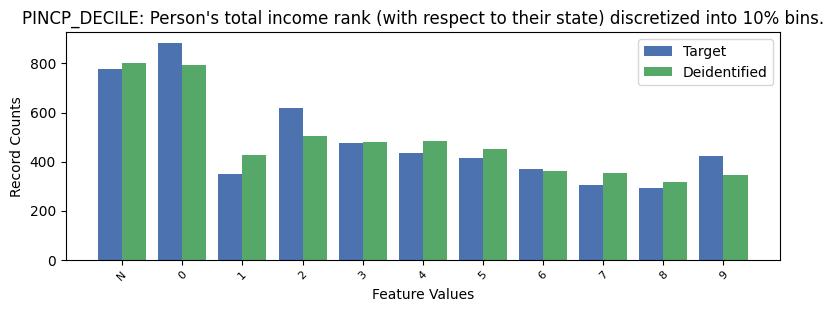 PINCP_DECILE: Person's total income rank (with respect to their state) discretized into 10% bins.
Target
Deidentified
Record Counts
800
600
400
200
0
N 0 1 2 3 4 5 6 7 8 9
Feature Values